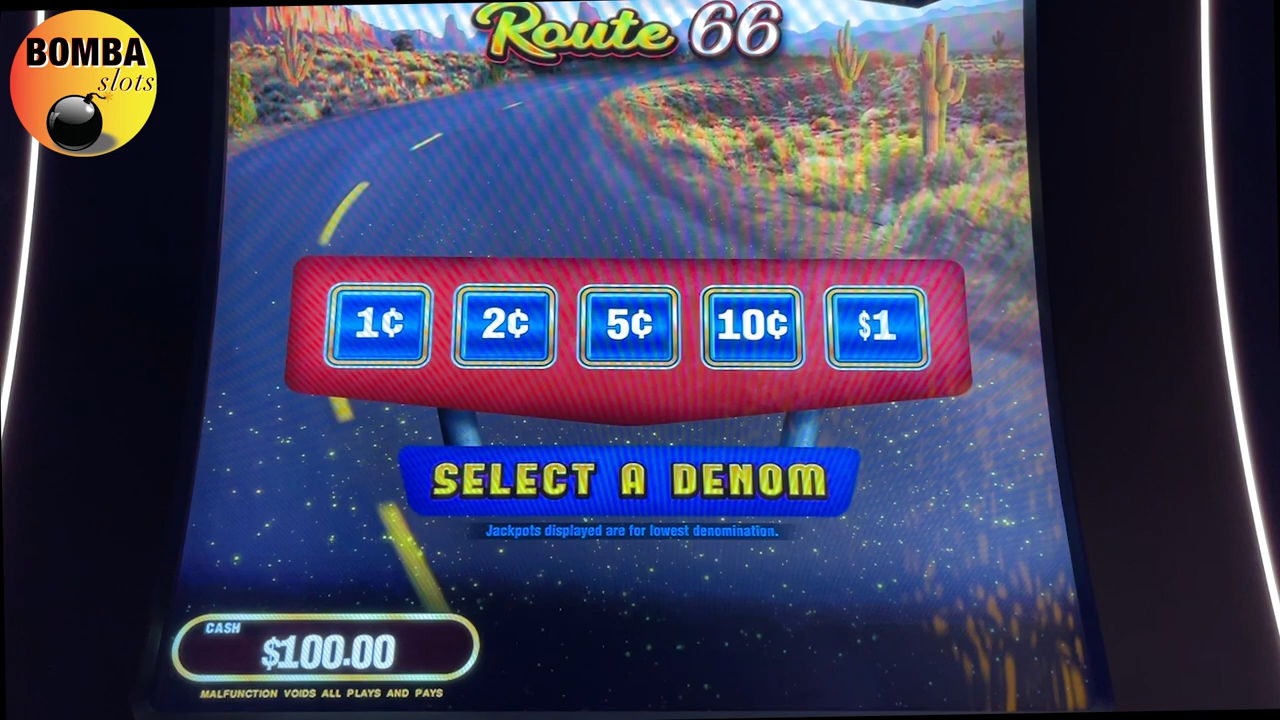 BOMBA
slots
Route 66
1¢ 2¢ 5¢ 10¢ $1
SELECT A DENOM
Jackpots displayed are for lowest denomination.
CASH
$100.00
MALFUNCTION VOIDS ALL PLAYS AND PAYS